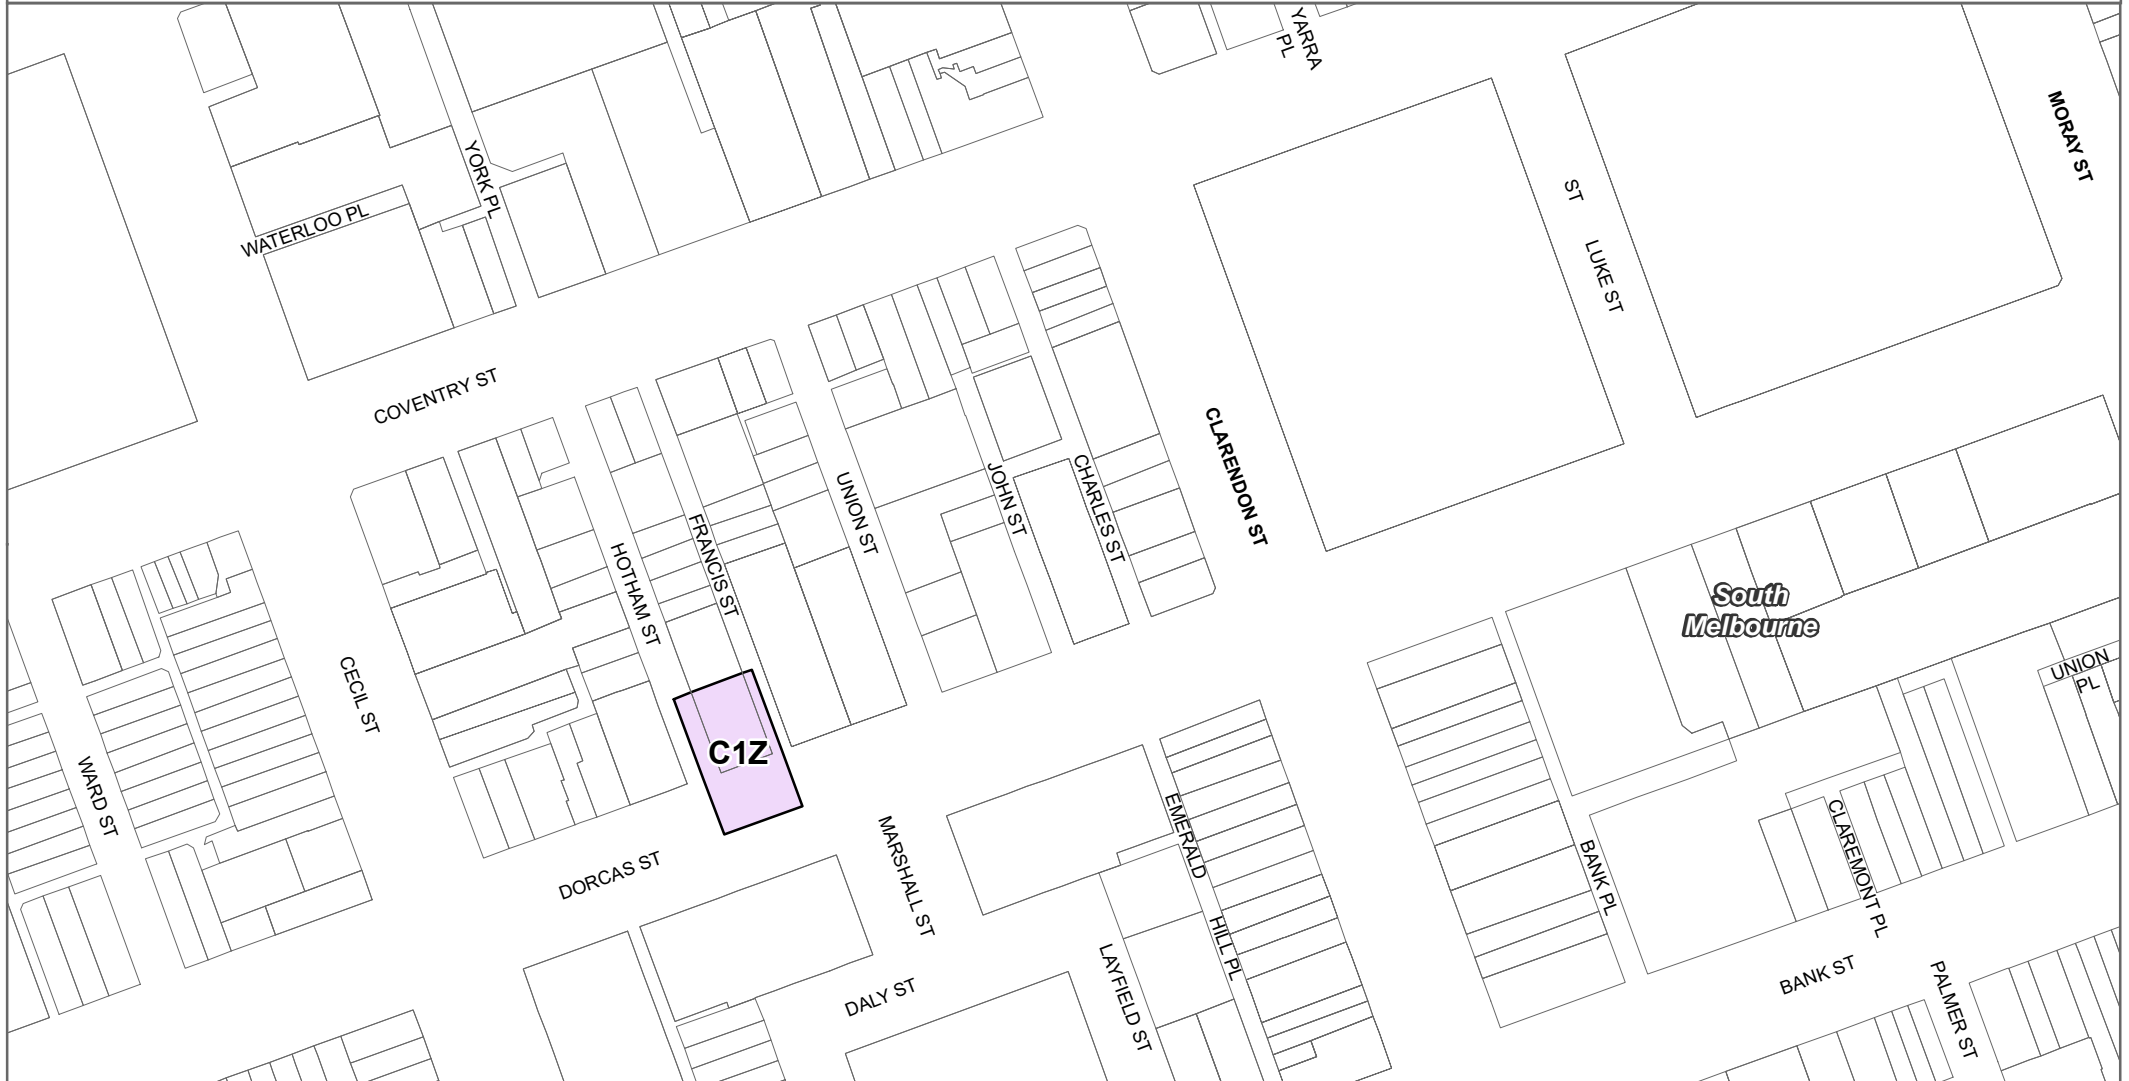 YARRA
PL
MORAY ST
YORK PL
WATERLOO PL
ST
LUKE ST
COVENTRY ST
CLARENDON ST
UNION ST
JOHN ST
CHARLES ST
FRANCIS ST
HOTHAM ST
South
Melbourne
CECIL ST
UNION
PL
C1Z
WARD ST
EMERALD
HILL PL
MARSHALL ST
DORCAS ST
BANK PL
CLAREMONT PL
LAYFIELD ST
DALY ST
BANK ST
PALMER ST